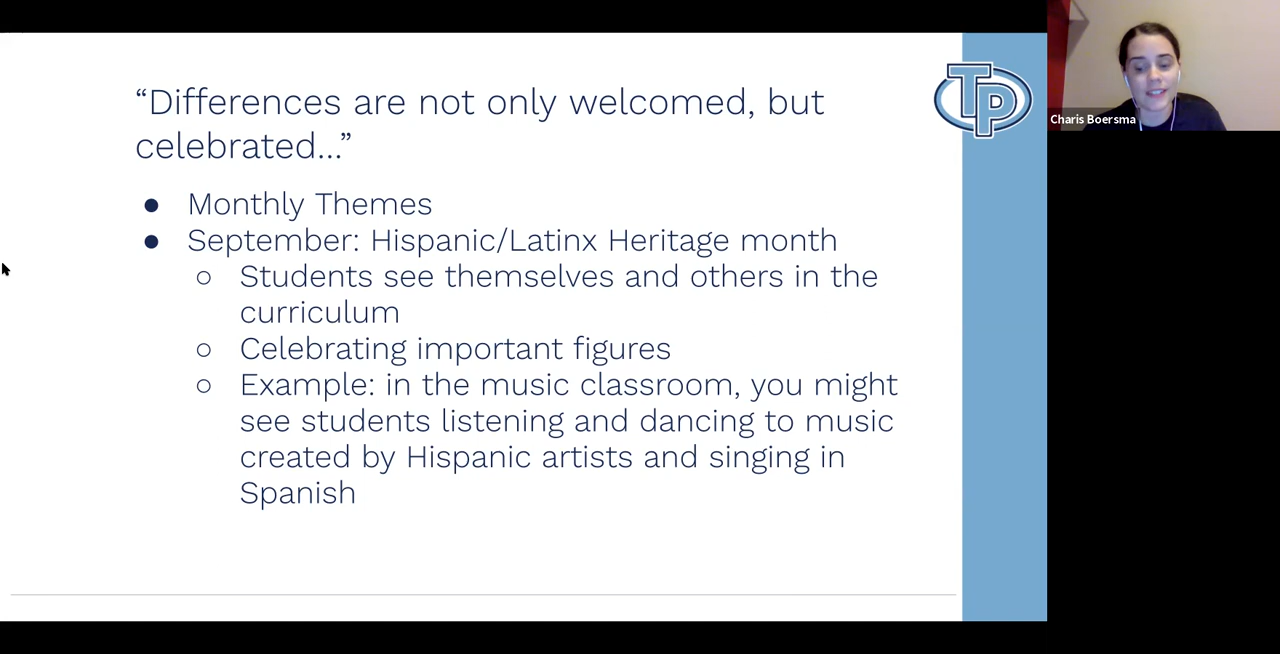 “Differences are not only welcomed, but
celebrated...”
● Monthly Themes
● September: Hispanic/Latinx Heritage month
○ Students see themselves and others in the
curriculum
○ Celebrating important figures
○ Example: in the music classroom, you might
see students listening and dancing to music
created by Hispanic artists and singing in
Spanish
TP
Charis Boersma